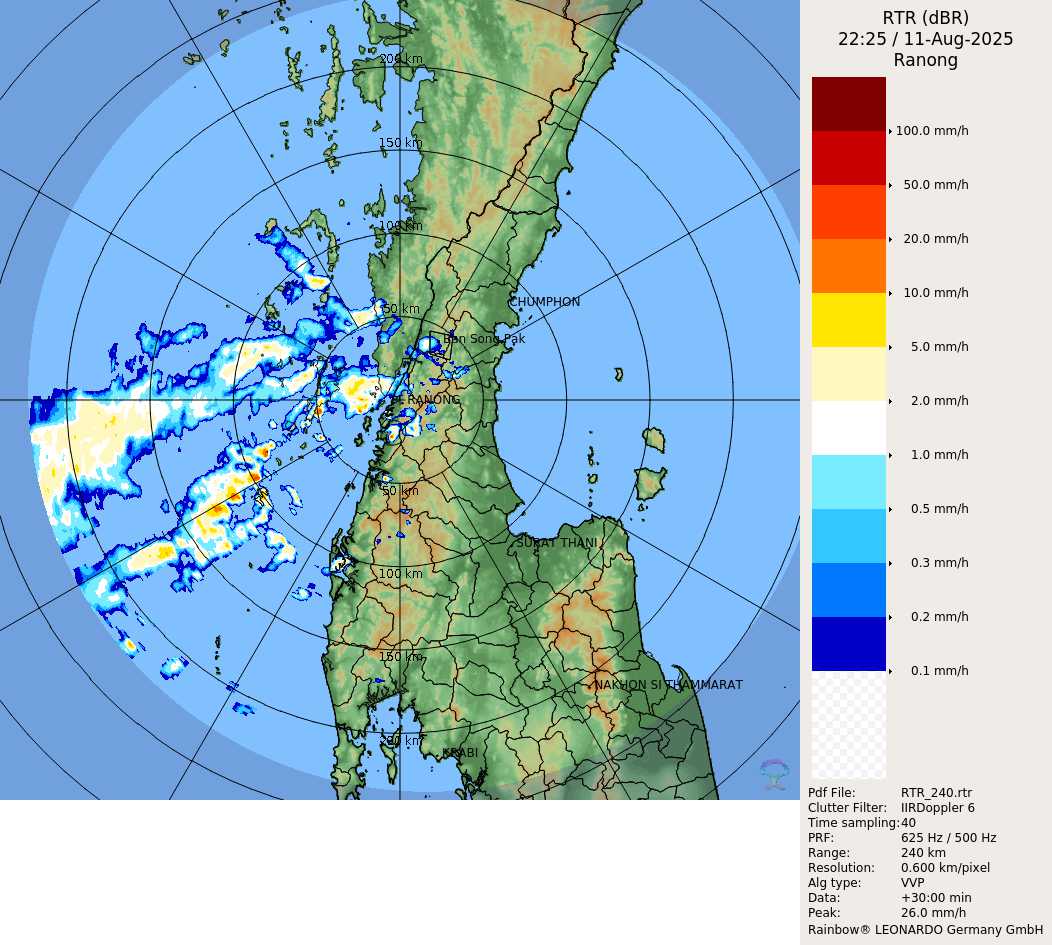 RTR (dBR)
22:25 / 11-Aug-2025
Ranong
100.0 mm/h
50.0 mm/h
20.0 mm/h
10.0 mm/h
5.0 mm/h
2.0 mm/h
1.0 mm/h
0.5 mm/h
0.3 mm/h
0.2 mm/h
0.1 mm/h
200 km
150 km
100 km
50 km
CHUMPHON
Ban Song Pak
RANONG
50 km
SURAT THANI
100 km
150 km
NAKHON SI THAMMARAT
200 km
KRABI
Pdf File: RTR_240.rtr
Clutter Filter: IIRDoppler 6
Time sampling:40
PRF: 625 Hz / 500 Hz
Range: 240 km
Resolution: 0.600 km/pixel
Alg type: VVP
Data: +30:00 min
Peak: 26.0 mm/h
Rainbow® LEONARDO Germany GmbH